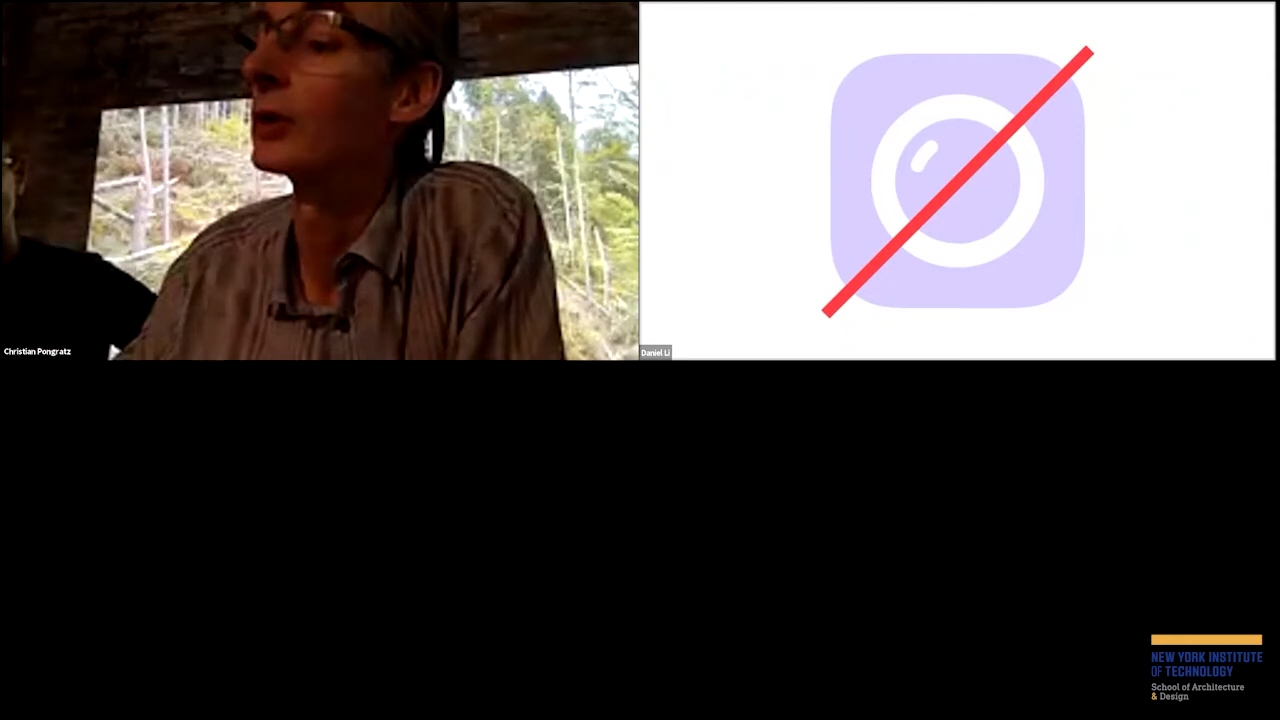 Christian Pongratz
Daniel Li
NEW YORK INSTITUTE
OF TECHNOLOGY
School of Architecture
& Design